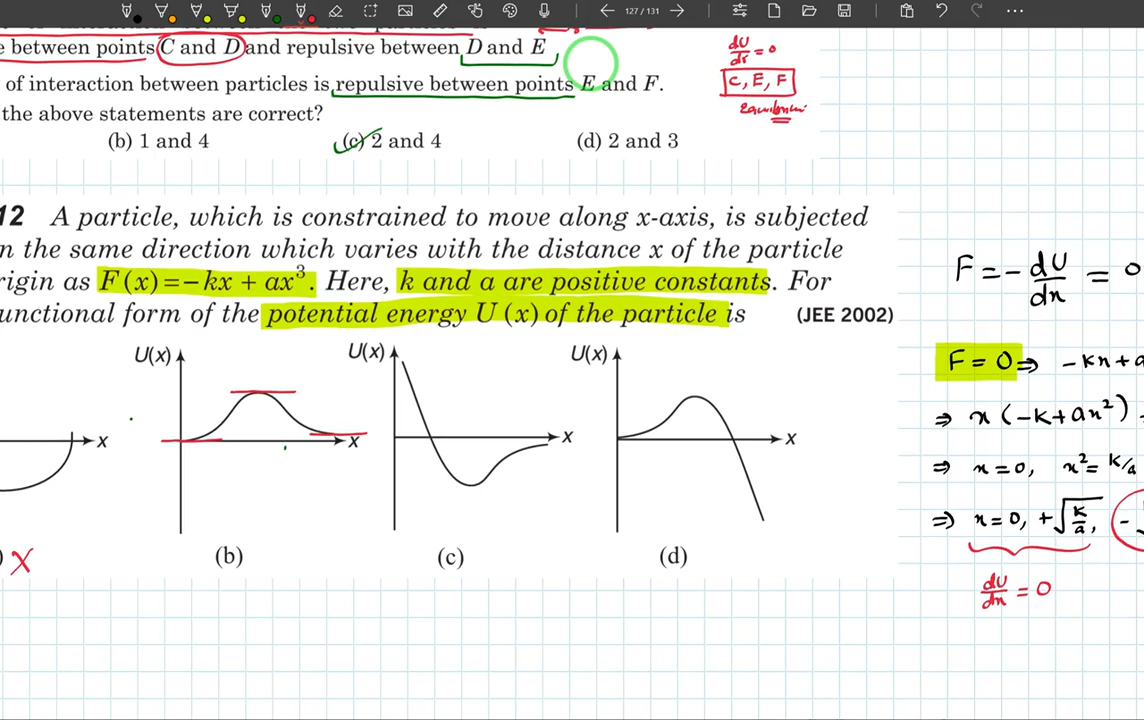 127 / 131
e between points C and D and repulsive between D and E
of interaction between particles is repulsive between points E and F.
the above statements are correct?
(b) 1 and 4 (c) 2 and 4 (d) 2 and 3
dU/dr = 0
C, E, F
12 A particle, which is constrained to move along x-axis, is subjected
n the same direction which varies with the distance x of the particle
rigin as F(x) = -kx + ax³. Here, k and a are positive constants. For
unctional form of the potential energy U (x) of the particle is (JEE 2002)
F = - dU/dx = 0
F = 0 ⇒ - kx + a
⇒ x (-k + ax²)
⇒ x = 0, x² = k/a
⇒ x = 0, + √k/a, -
dU/dx = 0
U(x) U(x) U(x)
x x x x
) X (b) (c) (d)